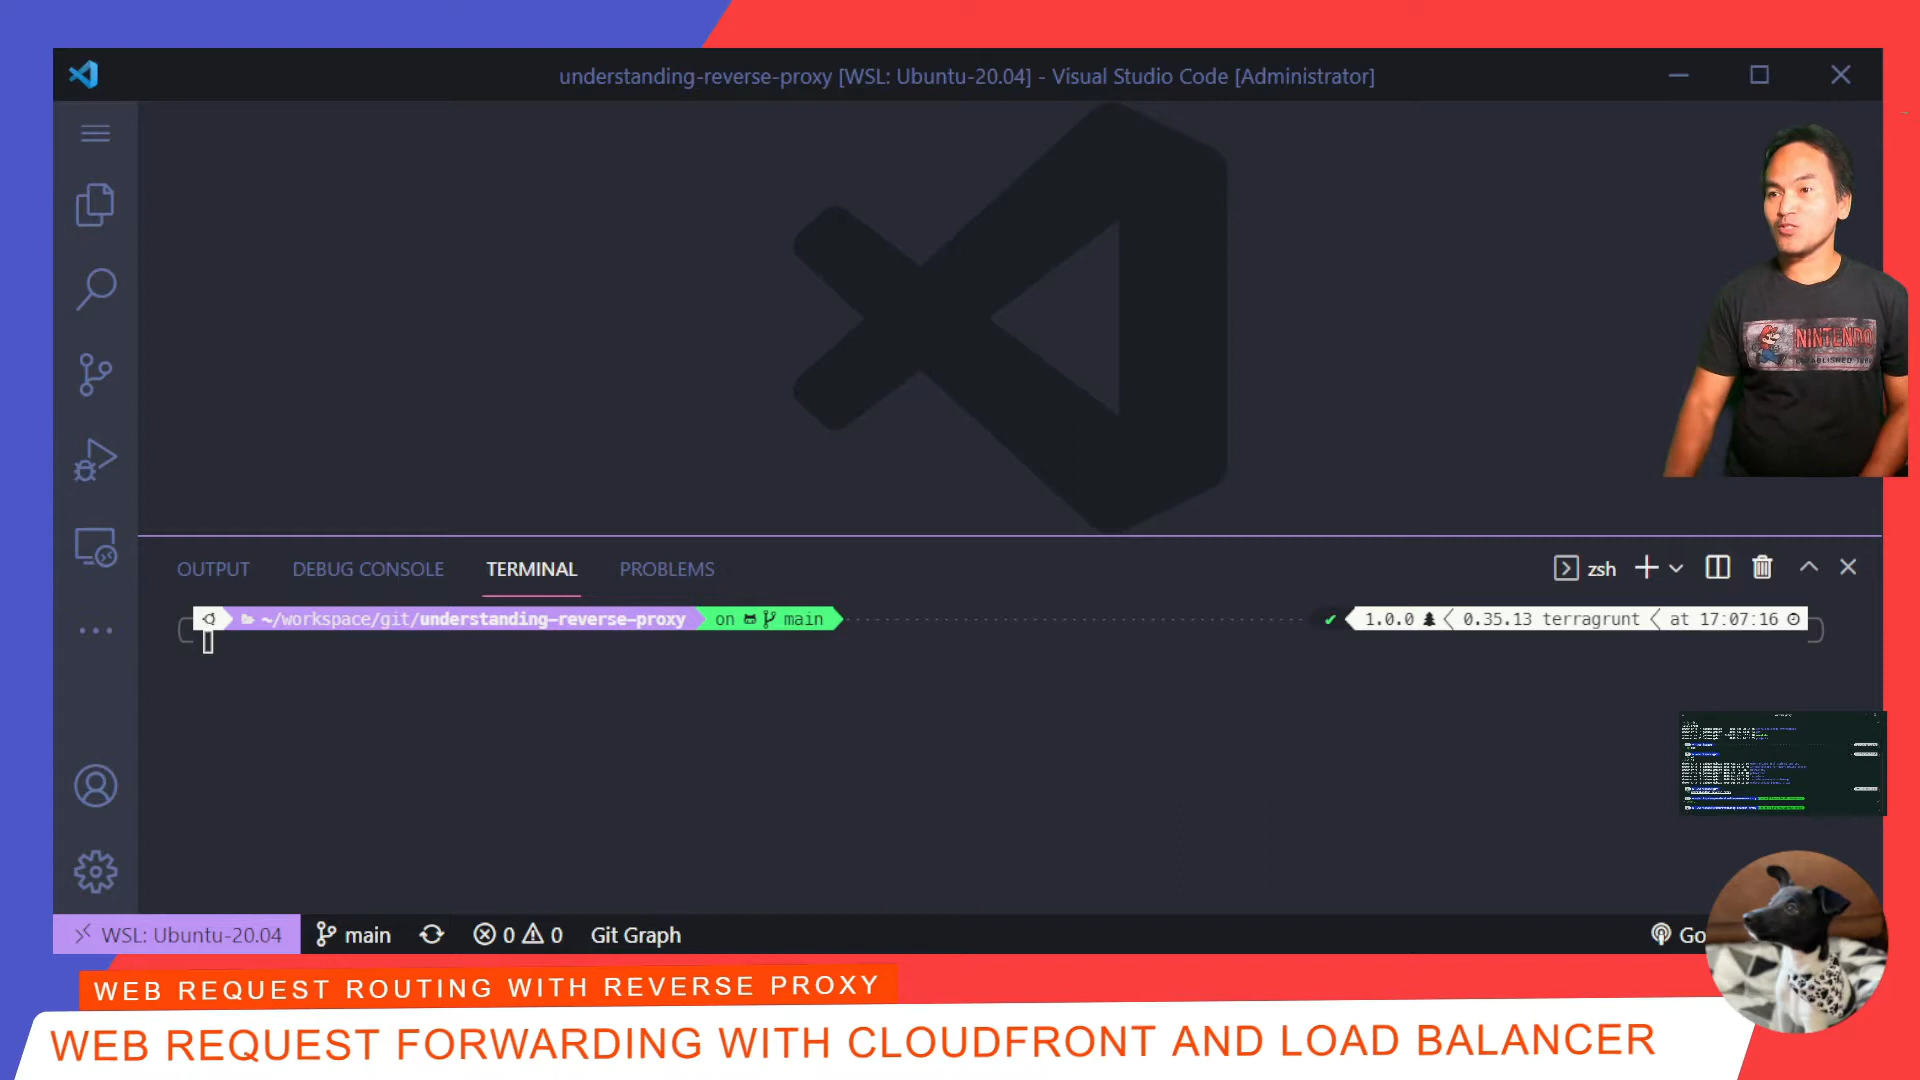 understanding-reverse-proxy [WSL: Ubuntu-20.04] - Visual Studio Code [Administrator]
NINTENDO
OUTPUT DEBUG CONSOLE TERMINAL PROBLEMS zsh
~/workspace/git/understanding-reverse-proxy on main ✔ 1.0.0 0.35.13 terragrunt at 17:07:16
WSL: Ubuntu-20.04 main 0 0 Git Graph Go
WEB REQUEST ROUTING WITH REVERSE PROXY
WEB REQUEST FORWARDING WITH CLOUDFRONT AND LOAD BALANCER